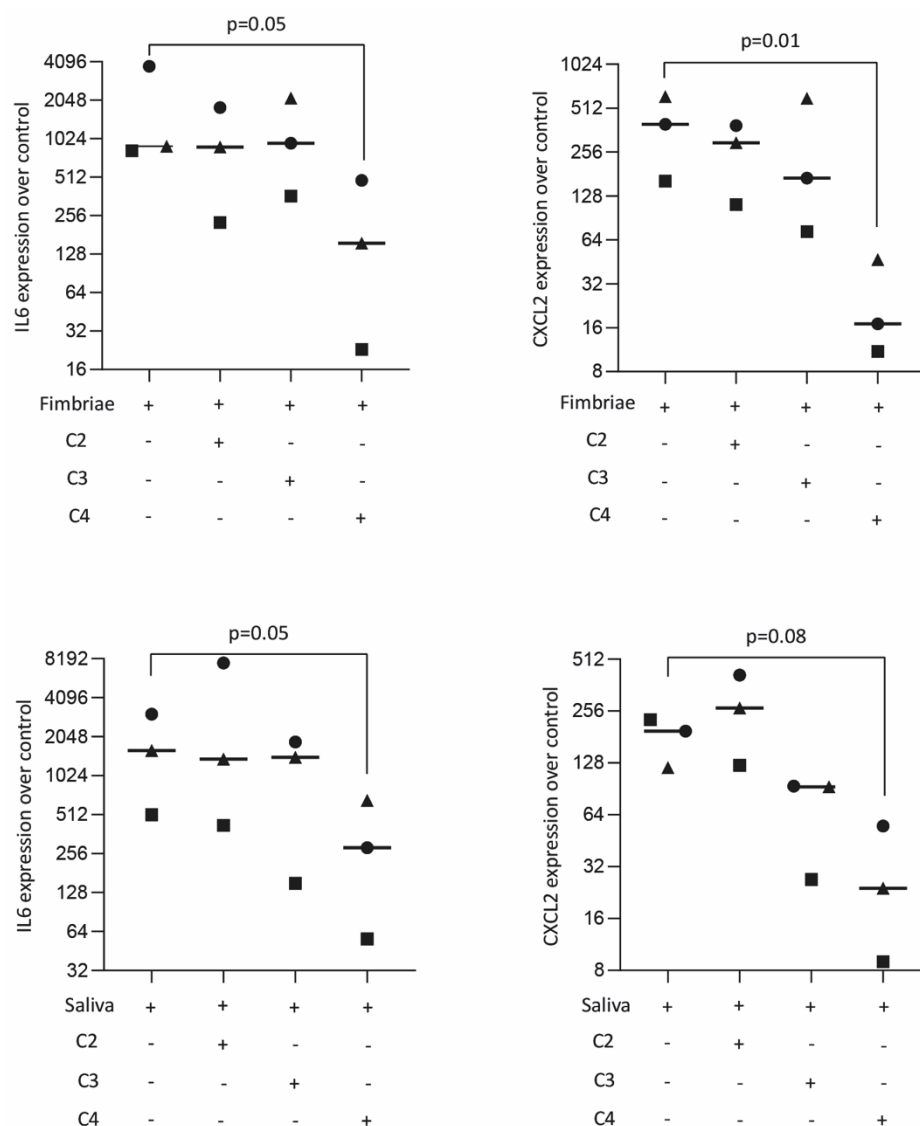 p=0.05
IL6 expression over control
4096
2048
1024
512
256
128
64
32
16
Fimbriae + + + +
C2 - + - -
C3 - - + -
C4 - - - +
p=0.01
CXCL2 expression over control
1024
512
256
128
64
32
16
8
Fimbriae + + + +
C2 - + - -
C3 - - + -
C4 - - - +
p=0.05
IL6 expression over control
8192
4096
2048
1024
512
256
128
64
32
Saliva + + + +
C2 - + - -
C3 - - + -
C4 - - - +
p=0.08
CXCL2 expression over control
512
256
128
64
32
16
8
Saliva + + + +
C2 - + - -
C3 - - + -
C4 - - - +